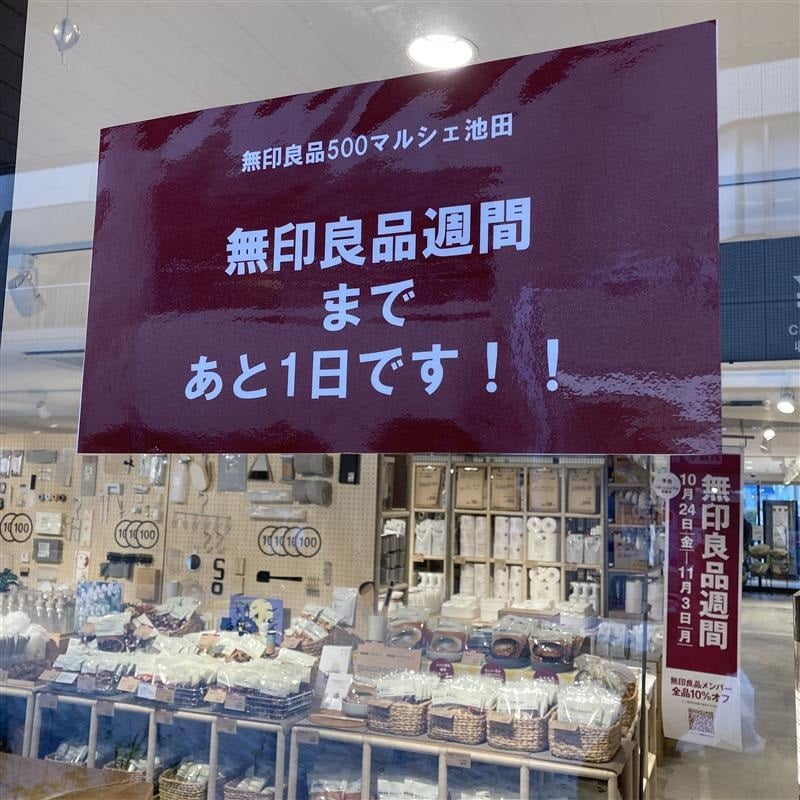 無印良品500マルシェ池田
無印良品週間
まで
あと1日です！！
無印良品週間
10月24日|金|―11月3日|月|
無印良品メンバー
全品10%オフ
100
100